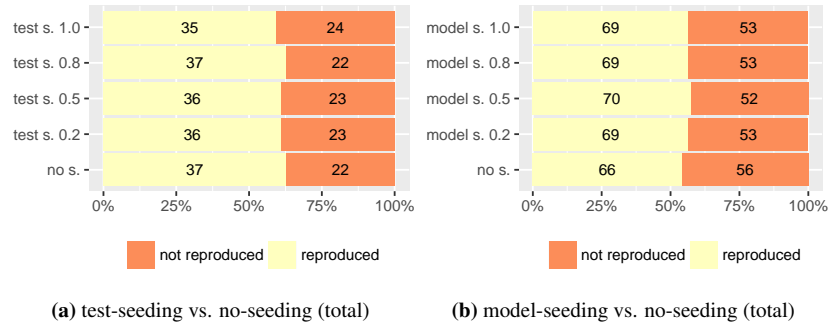 test s. 1.0 35 24
test s. 0.8 37 22
test s. 0.5 36 23
test s. 0.2 36 23
no s. 37 22
0% 25% 50% 75% 100%
not reproduced reproduced
(a) test-seeding vs. no-seeding (total)
model s. 1.0 69 53
model s. 0.8 69 53
model s. 0.5 70 52
model s. 0.2 69 53
no s. 66 56
0% 25% 50% 75% 100%
not reproduced reproduced
(b) model-seeding vs. no-seeding (total)